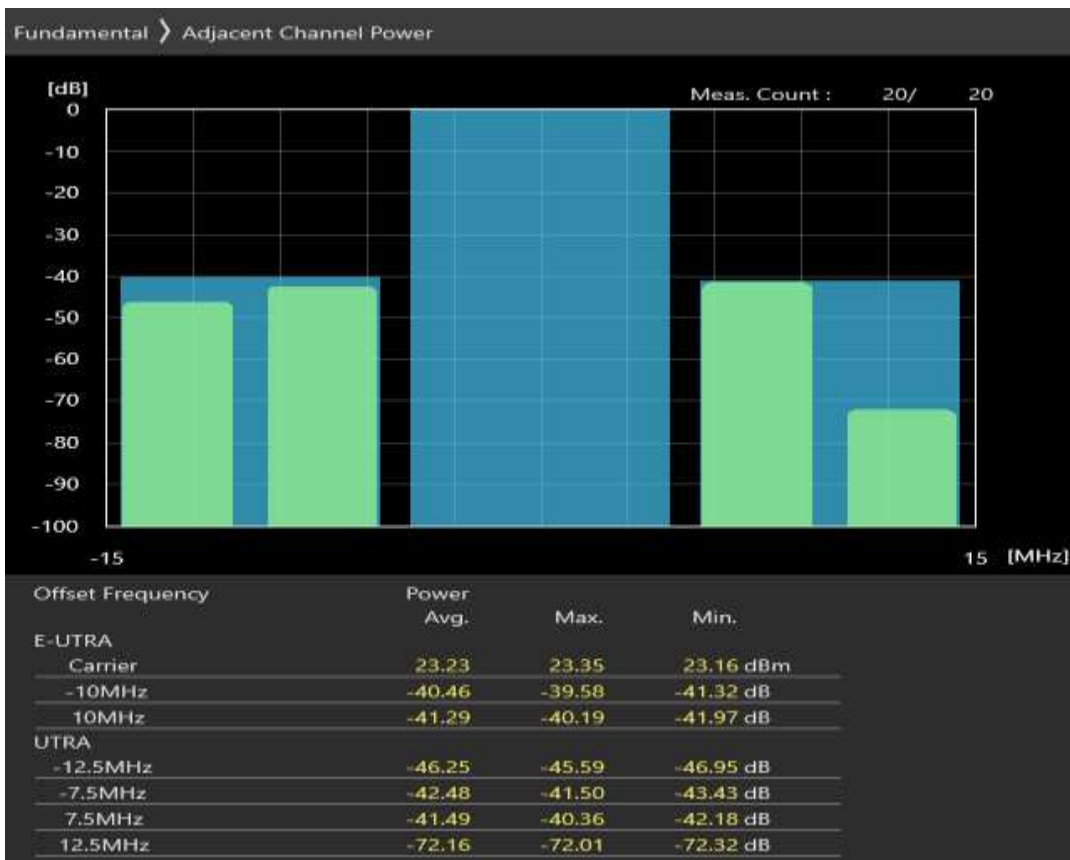 Fundamental ❯ Adjacent Channel Power
[dB]
Meas. Count : 20/ 20
0
-10
-20
-30
-40
-50
-60
-70
-80
-90
-100
-15 15 [MHz]
Offset Frequency Power
Avg. Max. Min.
E-UTRA
Carrier 23.23 23.35 23.16 dBm
-10MHz -40.46 -39.58 -41.32 dB
10MHz -41.29 -40.19 -41.97 dB
UTRA
-12.5MHz -46.25 -45.59 -46.95 dB
-7.5MHz -42.48 -41.50 -43.43 dB
7.5MHz -41.49 -40.36 -42.18 dB
12.5MHz -72.16 -72.01 -72.32 dB